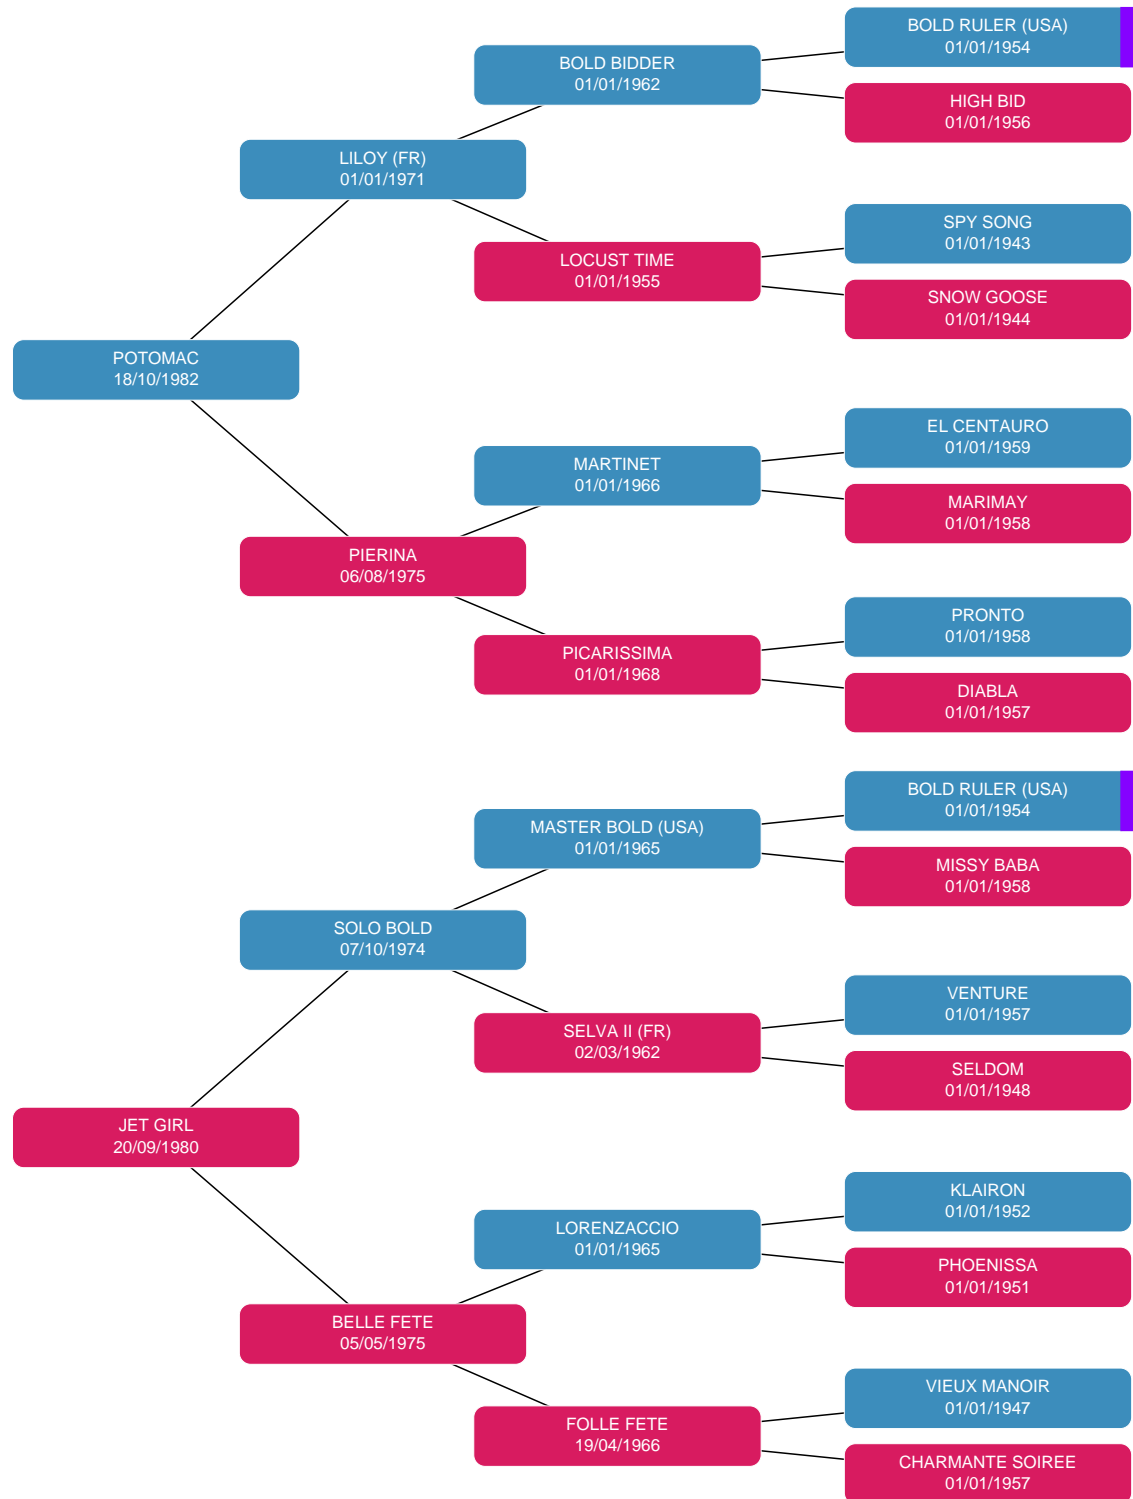 BOLD RULER (USA)
01/01/1954
BOLD BIDDER
01/01/1962
HIGH BID
01/01/1956
LILOY (FR)
01/01/1971
SPY SONG
01/01/1943
LOCUST TIME
01/01/1955
SNOW GOOSE
01/01/1944
POTOMAC
18/10/1982
EL CENTAURO
01/01/1959
MARTINET
01/01/1966
MARIMAY
01/01/1958
PIERINA
06/08/1975
PRONTO
01/01/1958
PICARISSIMA
01/01/1968
DIABLA
01/01/1957
BOLD RULER (USA)
01/01/1954
MASTER BOLD (USA)
01/01/1965
MISSY BABA
01/01/1958
SOLO BOLD
07/10/1974
VENTURE
01/01/1957
SELVA II (FR)
02/03/1962
SELDOM
01/01/1948
JET GIRL
20/09/1980
KLAIRON
01/01/1952
LORENZACCIO
01/01/1965
PHOENISSA
01/01/1951
BELLE FETE
05/05/1975
VIEUX MANOIR
01/01/1947
FOLLE FETE
19/04/1966
CHARMANTE SOIREE
01/01/1957